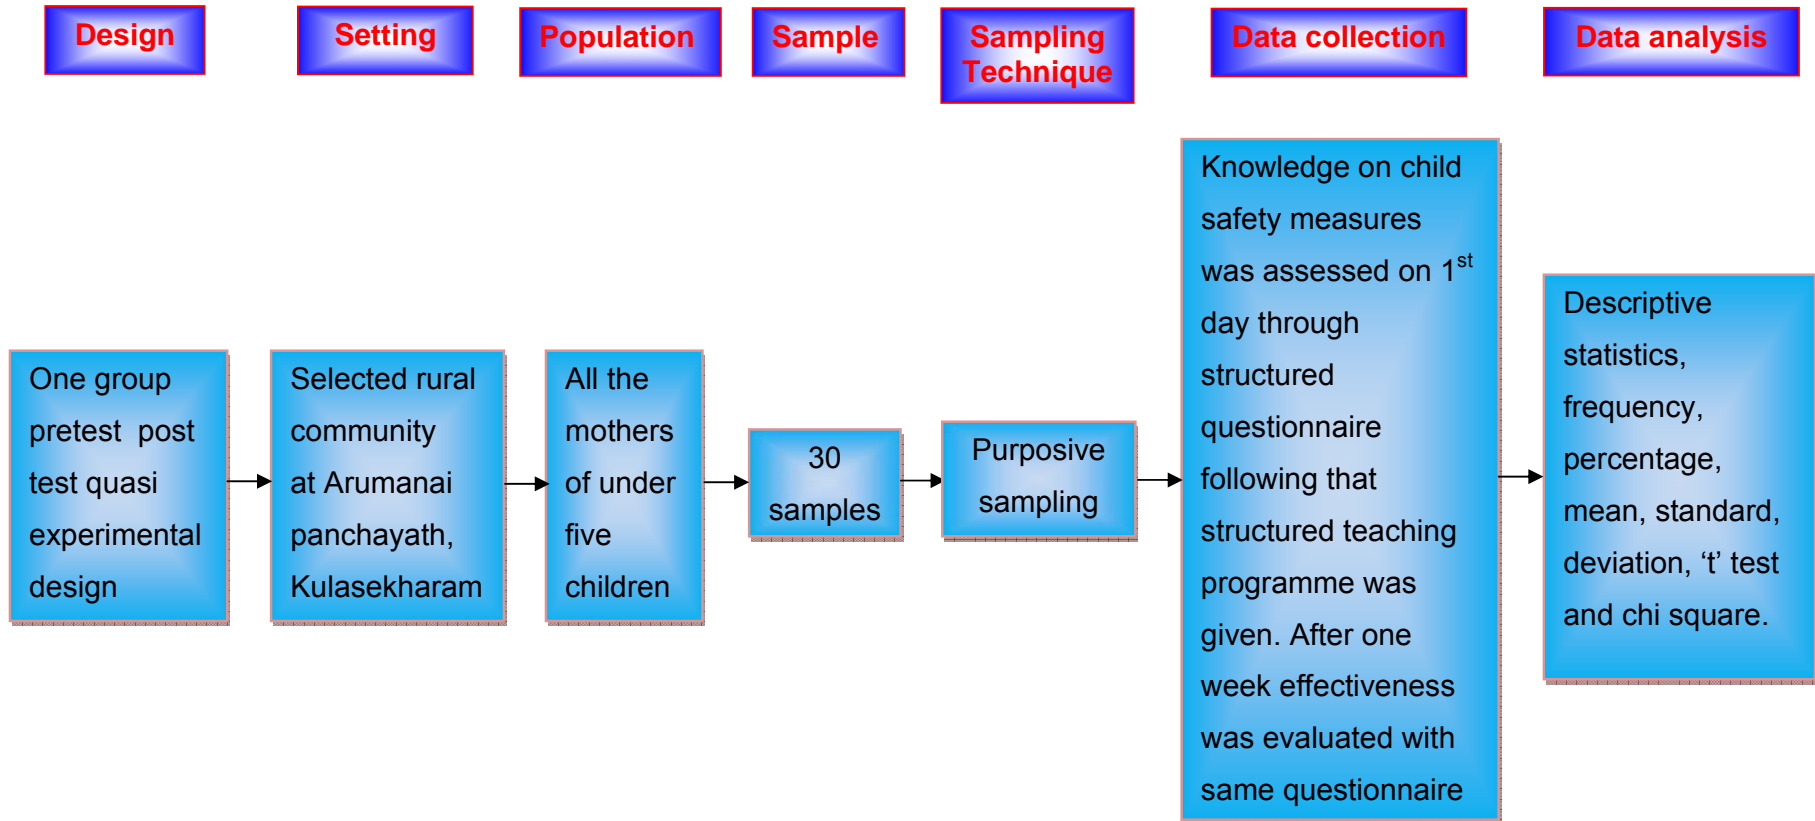 Design
Setting
Population
Sample
Sampling
Technique
Data collection
Data analysis
One group
pretest  post
test quasi
experimental
design
Selected rural
community
at Arumanai
panchayath,
Kulasekharam
All the
mothers
of under
five
children
30
samples
Purposive
sampling
Knowledge on child
safety measures
was assessed on 1st
day through
structured
questionnaire
following that
structured teaching
programme was
given. After one
week effectiveness
was evaluated with
same questionnaire
Descriptive
statistics,
frequency,
percentage,
mean, standard,
deviation, ‘t’ test
and chi square.